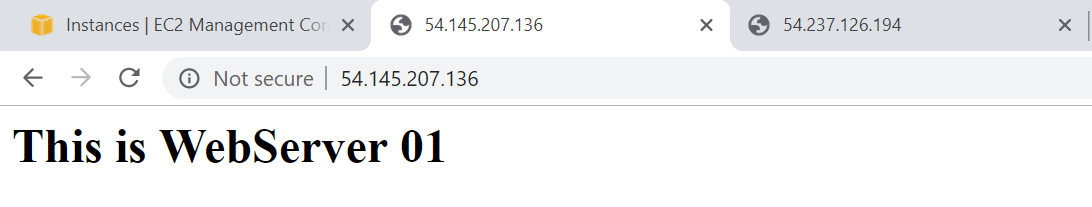 Instances | EC2 Management Con
54.145.207.136
54.237.126.194
Not secure
54.145.207.136
This is WebServer 01